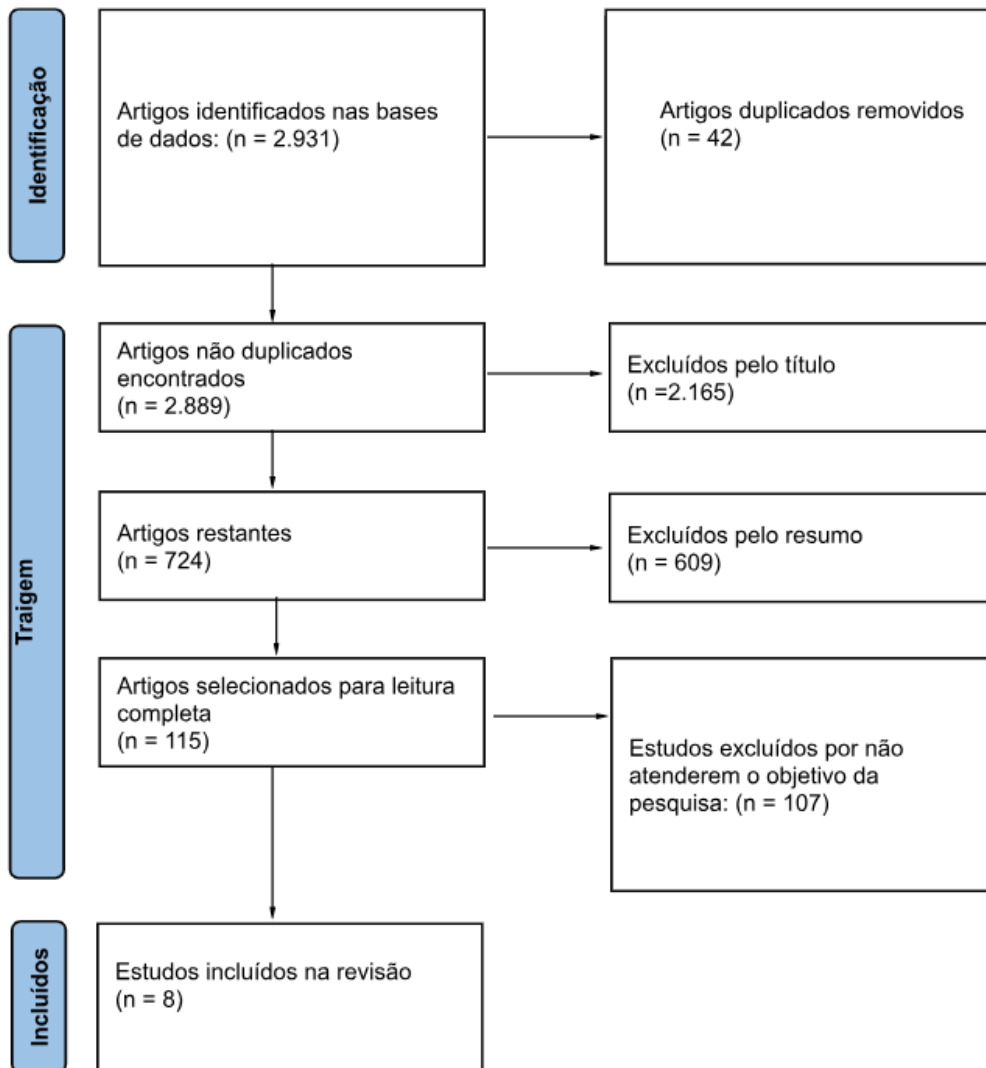 Identificação
Artigos identificados nas bases
de dados: (n = 2.931)
Artigos duplicados removidos
(n = 42)
Traigem
Artigos não duplicados
encontrados
(n = 2.889)
Excluídos pelo título
(n =2.165)
Artigos restantes
(n = 724)
Excluídos pelo resumo
(n = 609)
Artigos selecionados para leitura
completa
(n = 115)
Estudos excluídos por não
atenderem o objetivo da
pesquisa: (n = 107)
Incluídos
Estudos incluídos na revisão
(n = 8)